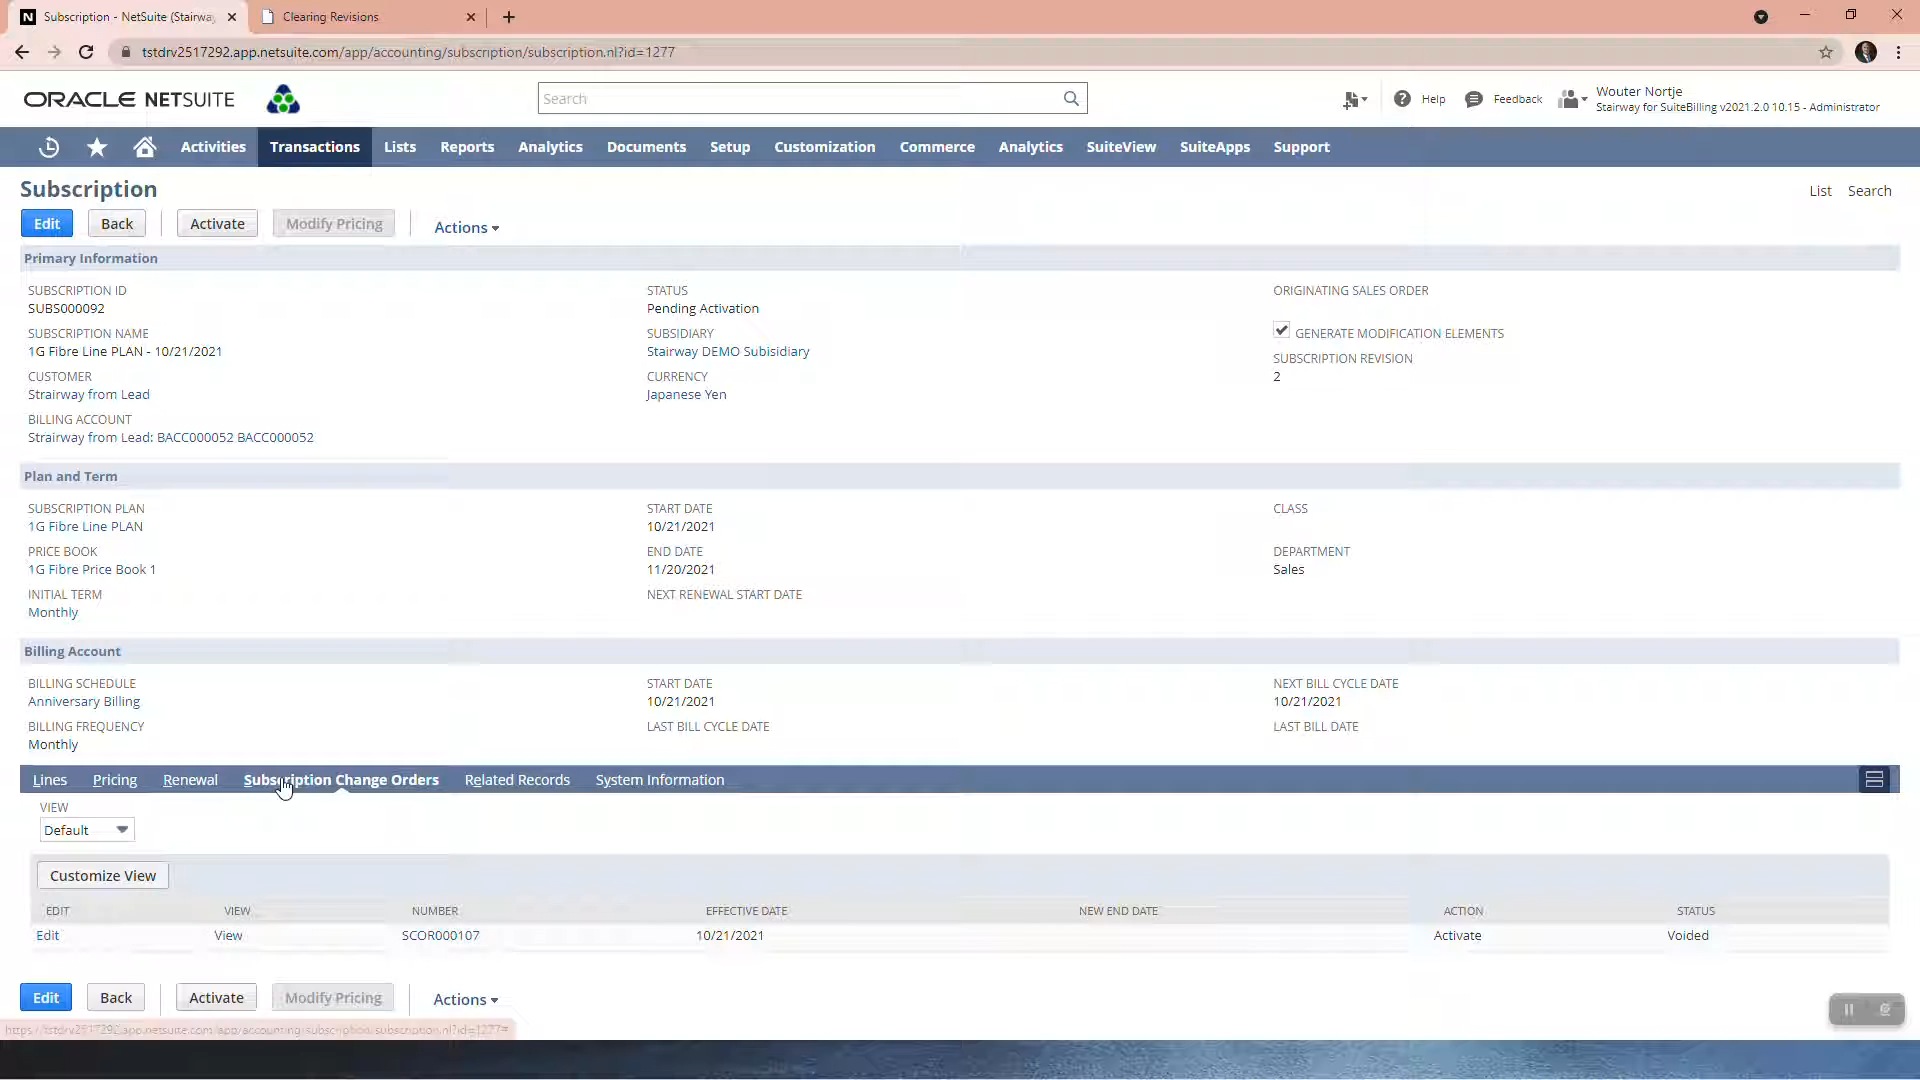 Subscription - NetSuite (Stairway
Clearing Revisions
tstdrv2517292.app.netsuite.com/app/accounting/subscription/subscription.nl?id=1277
ORACLE NETSUITE
Search
Help
Feedback
Wouter Nortje
Stairway for SuiteBilling v2021.2.0 10.15 - Administrator
Activities Transactions Lists Reports Analytics Documents Setup Customization Commerce Analytics SuiteView SuiteApps Support
Subscription
List Search
Edit Back Activate Modify Pricing Actions
Primary Information
SUBSCRIPTION ID
SUBS000092
SUBSCRIPTION NAME
1G Fibre Line PLAN - 10/21/2021
CUSTOMER
Strairway from Lead
BILLING ACCOUNT
Strairway from Lead: BACC000052 BACC000052
STATUS
Pending Activation
SUBSIDIARY
Stairway DEMO Subisidiary
CURRENCY
Japanese Yen
ORIGINATING SALES ORDER
GENERATE MODIFICATION ELEMENTS
SUBSCRIPTION REVISION
2
Plan and Term
SUBSCRIPTION PLAN
1G Fibre Line PLAN
PRICE BOOK
1G Fibre Price Book 1
INITIAL TERM
Monthly
START DATE
10/21/2021
END DATE
11/20/2021
NEXT RENEWAL START DATE
CLASS
DEPARTMENT
Sales
Billing Account
BILLING SCHEDULE
Anniversary Billing
BILLING FREQUENCY
Monthly
START DATE
10/21/2021
LAST BILL CYCLE DATE
NEXT BILL CYCLE DATE
10/21/2021
LAST BILL DATE
Lines Pricing Renewal Subscription Change Orders Related Records System Information
VIEW
Default
Customize View
EDIT VIEW NUMBER EFFECTIVE DATE NEW END DATE ACTION STATUS
Edit View SCOR000107 10/21/2021 Activate Voided
Edit Back Activate Modify Pricing Actions
https://tstdrv2517292.app.netsuite.com/app/accounting/subscription/subscription.nl?id=1277#